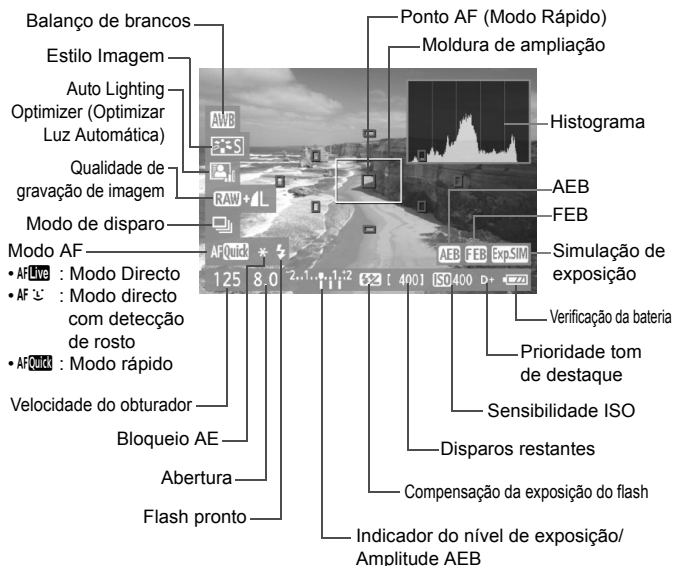 Balanço de brancos
Estilo Imagem
Auto Lighting
Optimizer (Optimizar
Luz Automática)
Qualidade de
gravação de imagem
Modo de disparo
Modo AF
• AF Live : Modo Directo
• AF : Modo directo
com detecção
de rosto
• AF Quick : Modo rápido
Velocidade do obturador
Bloqueio AE
Abertura
Flash pronto
Ponto AF (Modo Rápido)
Moldura de ampliação
Histograma
AEB
FEB
Simulação de
exposição
Verificação da bateria
Prioridade tom
de destaque
Sensibilidade ISO
Disparos restantes
Compensação da exposição do flash
Indicador do nível de exposição/
Amplitude AEB
AWB
S
RAW+L
AF Quick *
AEB FEB Exp.SIM
125 8.0 -2..1..▼..1..+2 [ 400] ISO 400 D+